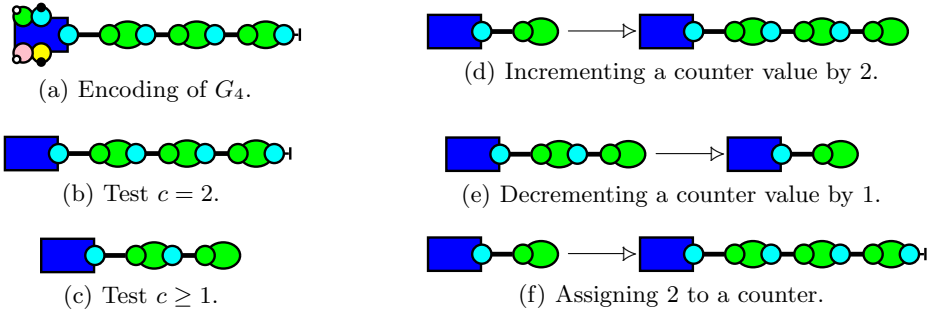 (a) Encoding of G4.
(b) Test c = 2.
(c) Test c ≥ 1.
(d) Incrementing a counter value by 2.
(e) Decrementing a counter value by 1.
(f) Assigning 2 to a counter.